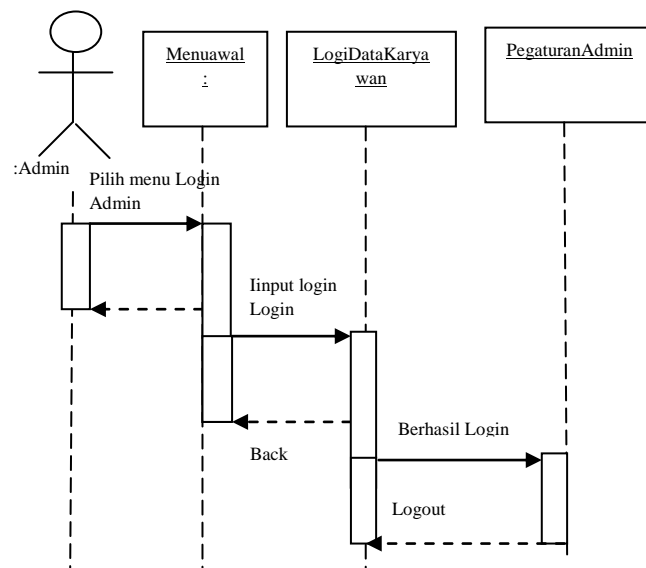 Menuawal
:
LogiDataKarya
wan
PegaturanAdmin
:Admin
Pilih menu Login
Admin
Iinput login
Login
Back
Berhasil Login
Logout